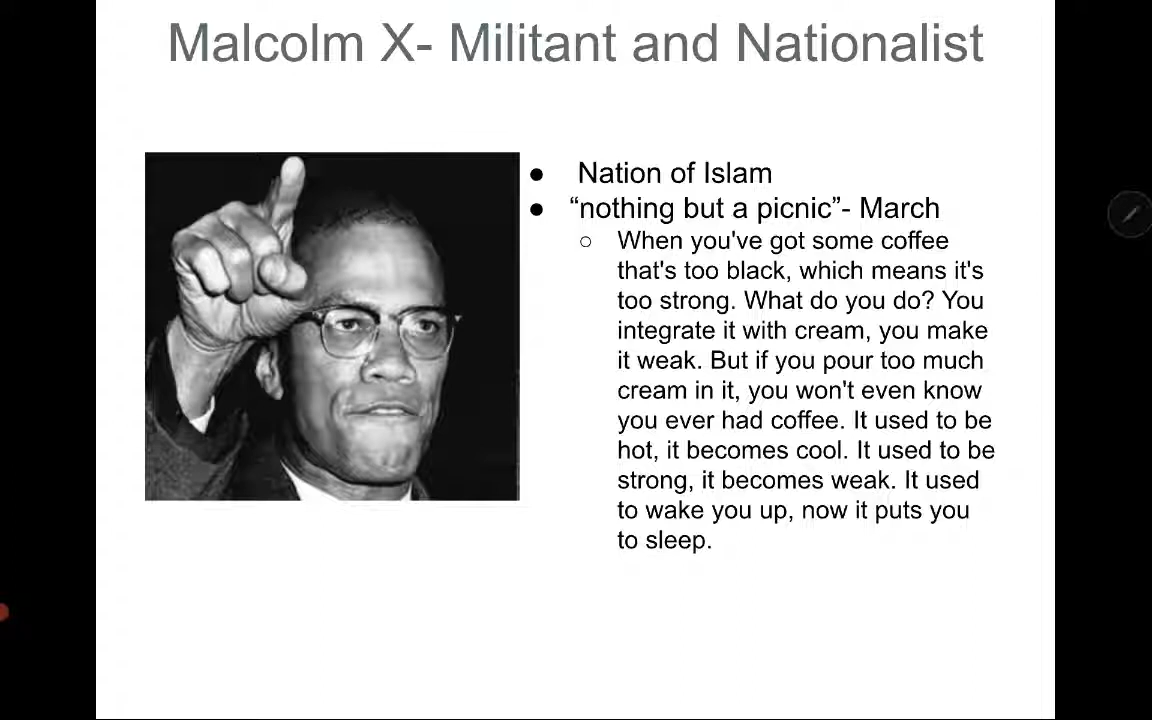 Malcolm X- Militant and Nationalist
● Nation of Islam
● “nothing but a picnic”- March
○ When you've got some coffee
that's too black, which means it's
too strong. What do you do? You
integrate it with cream, you make
it weak. But if you pour too much
cream in it, you won't even know
you ever had coffee. It used to be
hot, it becomes cool. It used to be
strong, it becomes weak. It used
to wake you up, now it puts you
to sleep.